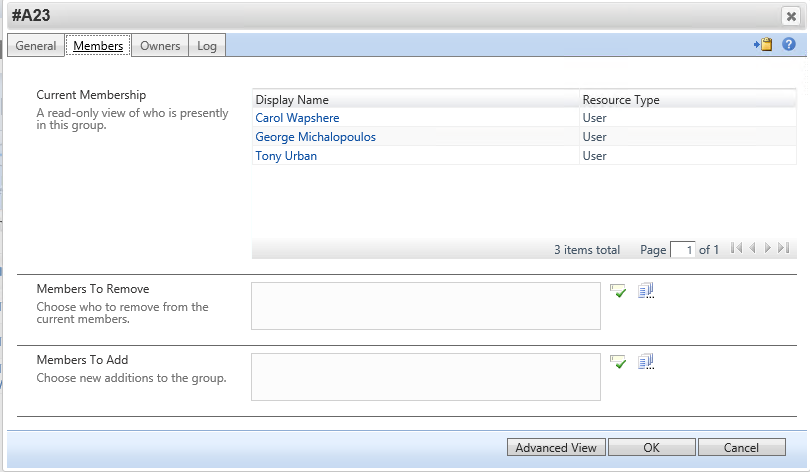 #A23
General Members Owners Log
Current Membership
A read-only view of who is presently
in this group.
Display Name Resource Type
Carol Wapshere User
George Michalopoulos User
Tony Urban User
3 items total Page 1 of 1
Members To Remove
Choose who to remove from the
current members.
Members To Add
Choose new additions to the group.
Advanced View OK Cancel